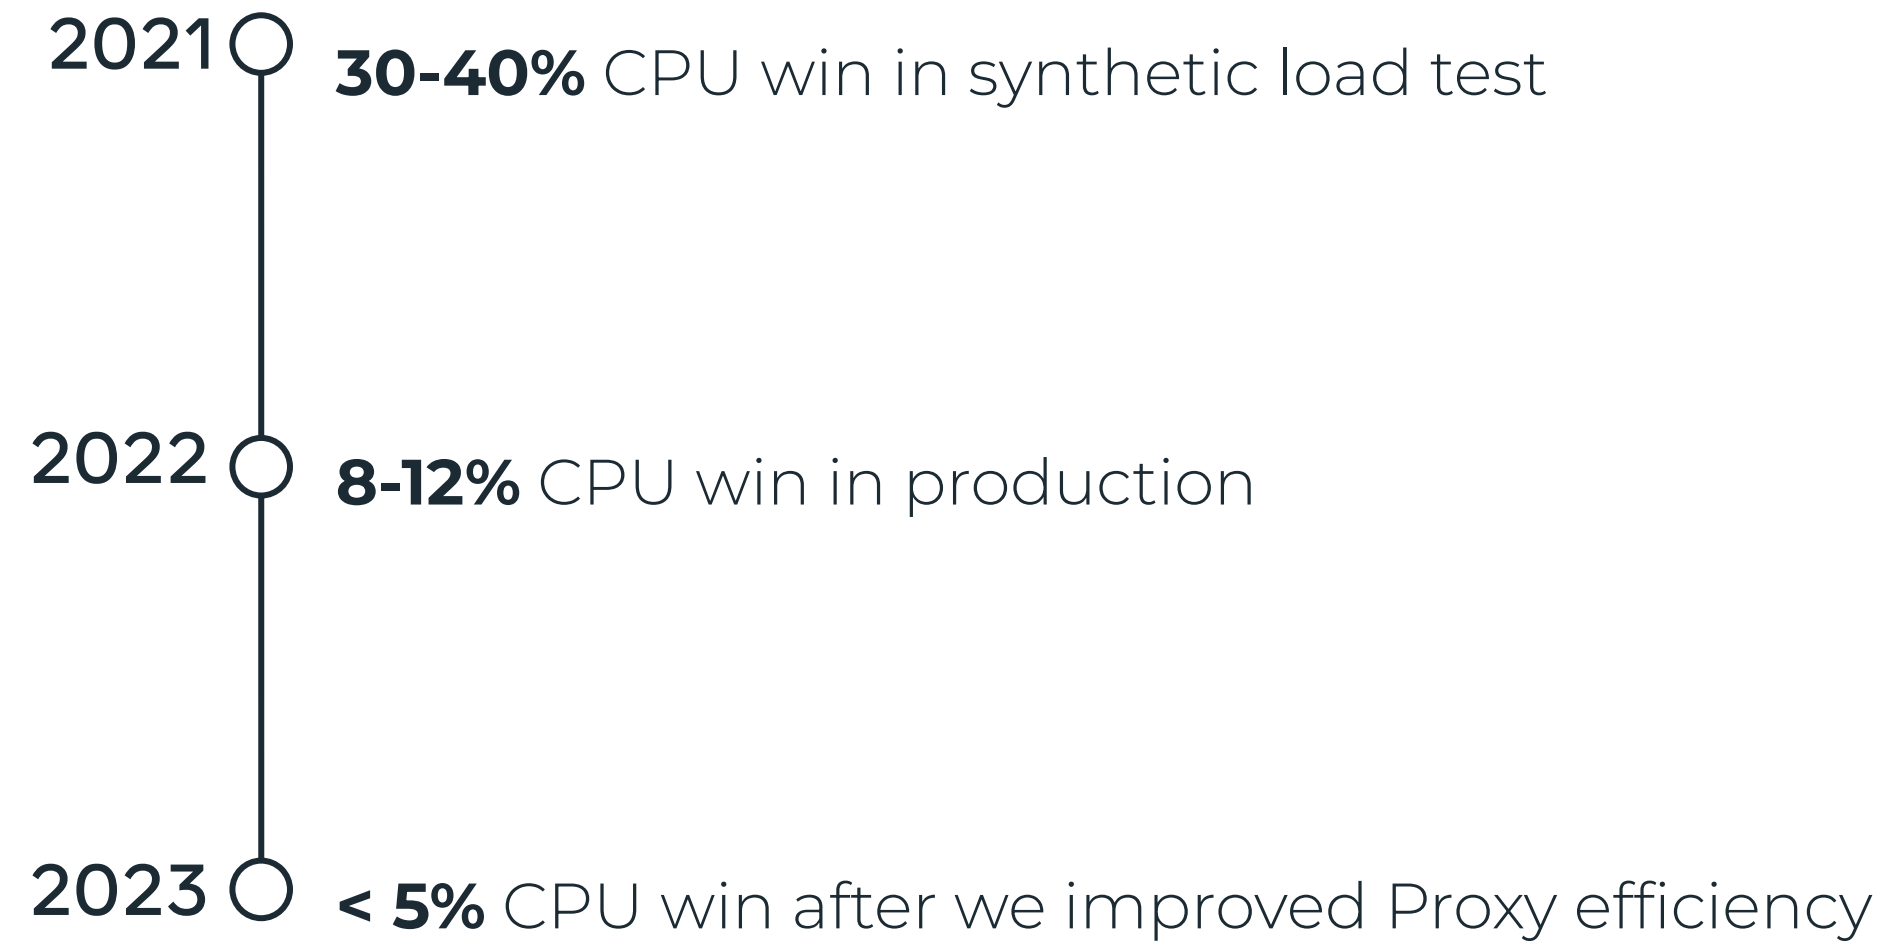 2021
30-40% CPU win in synthetic load test
2022
8-12% CPU win in production
2023
< 5% CPU win after we improved Proxy efficiency